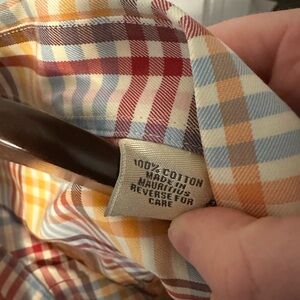 100% COTTON
MADE IN
MAURITIUS
REVERSE FOR
CARE